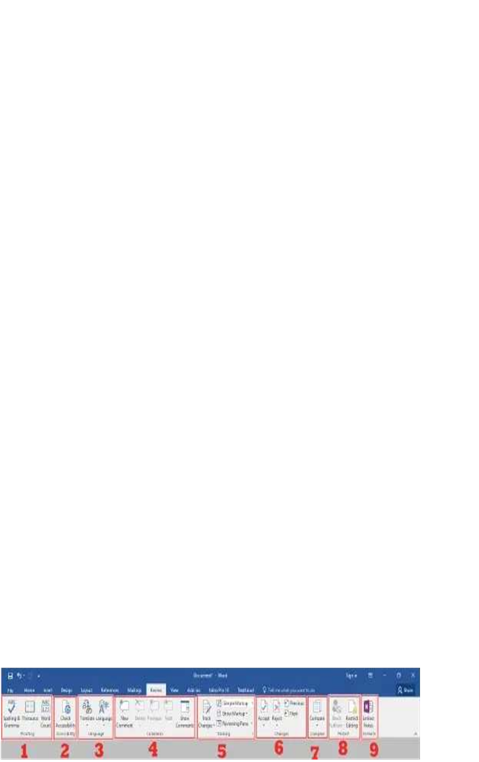 Document - Word Sign in
File Home Insert Design Layout References Mailings Review View Add-ins Tell me what you want to do Share
Spelling & Grammar Thesaurus Word Count Check Accessibility Translate Language New Comment Delete Previous Next Show Comments Track Changes Simple Markup Show Markup Reviewing Pane Accept Reject Previous Next Compare Block Authors Restrict Editing Linked Notes
Proofing Accessibility Language Comments Tracking Changes Compare Protect OneNote
1 2 3 4 5 6 7 8 9